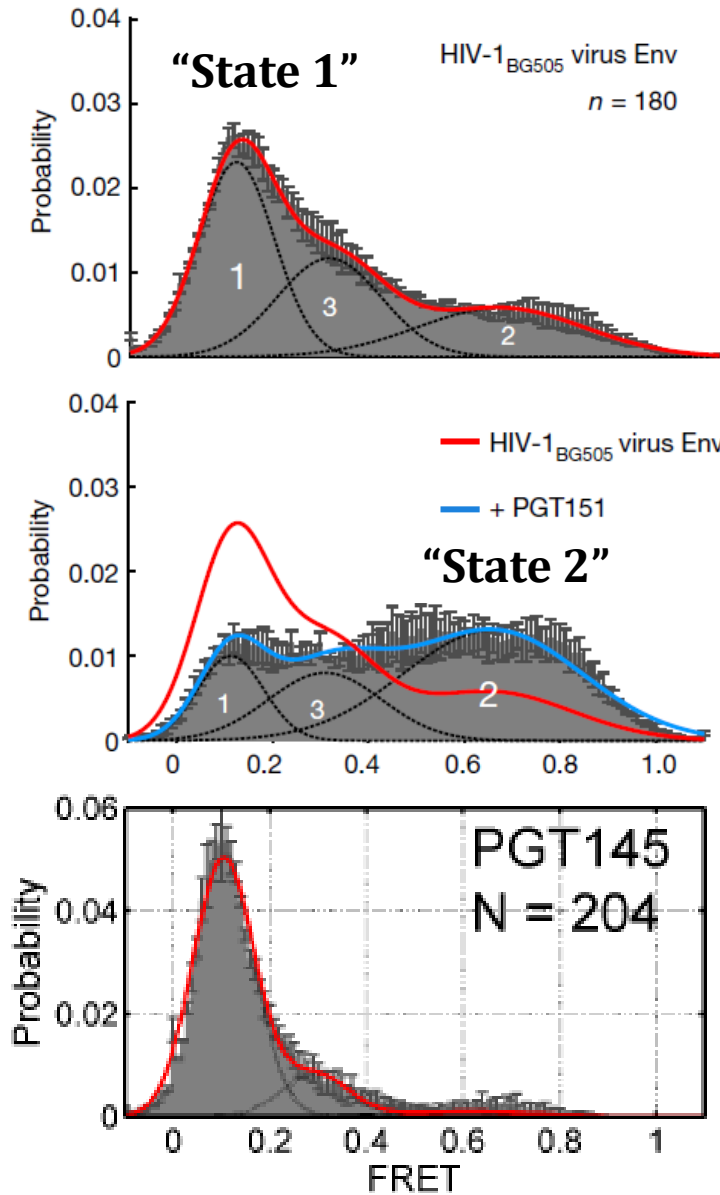 0.04
HIV-1BG505 virus Env
“State 1”
n = 180
0.03
Probability
0.02
0.01
1
3
2
0
0.04
HIV-1BG505 virus Env
0.03
+ PGT151
Probability
“State 2”
0.02
0.01
1
3
2
0
0 0.2 0.4 0.6 0.8 1.0
0.06
PGT145
N = 204
Probability
0.04
0.02
0
0 0.2 0.4 0.6 0.8 1
FRET